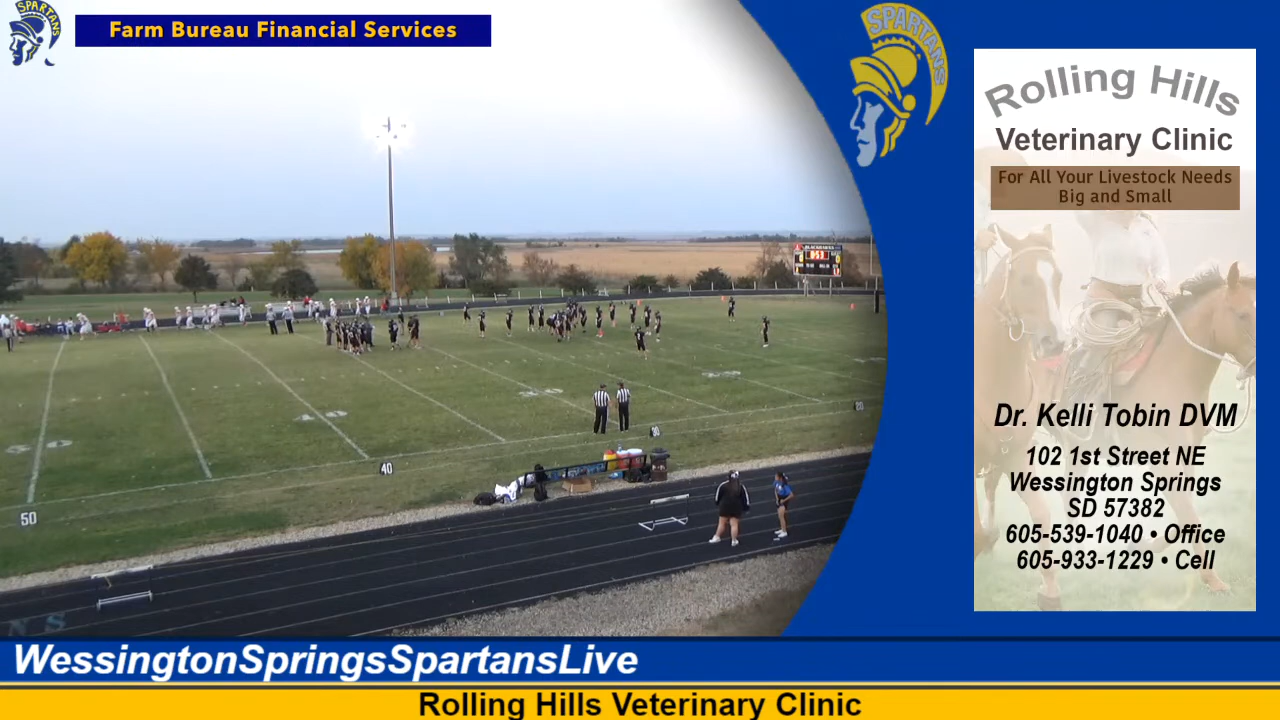 SPARTANS
Farm Bureau Financial Services
SPARTANS
Rolling Hills
Veterinary Clinic
For All Your Livestock Needs
Big and Small
Dr. Kelli Tobin DVM
102 1st Street NE
Wessington Springs
SD 57382
605-539-1040 • Office
605-933-1229 • Cell
40
50
40
50
WessingtonSpringsSpartansLive
Rolling Hills Veterinary Clinic